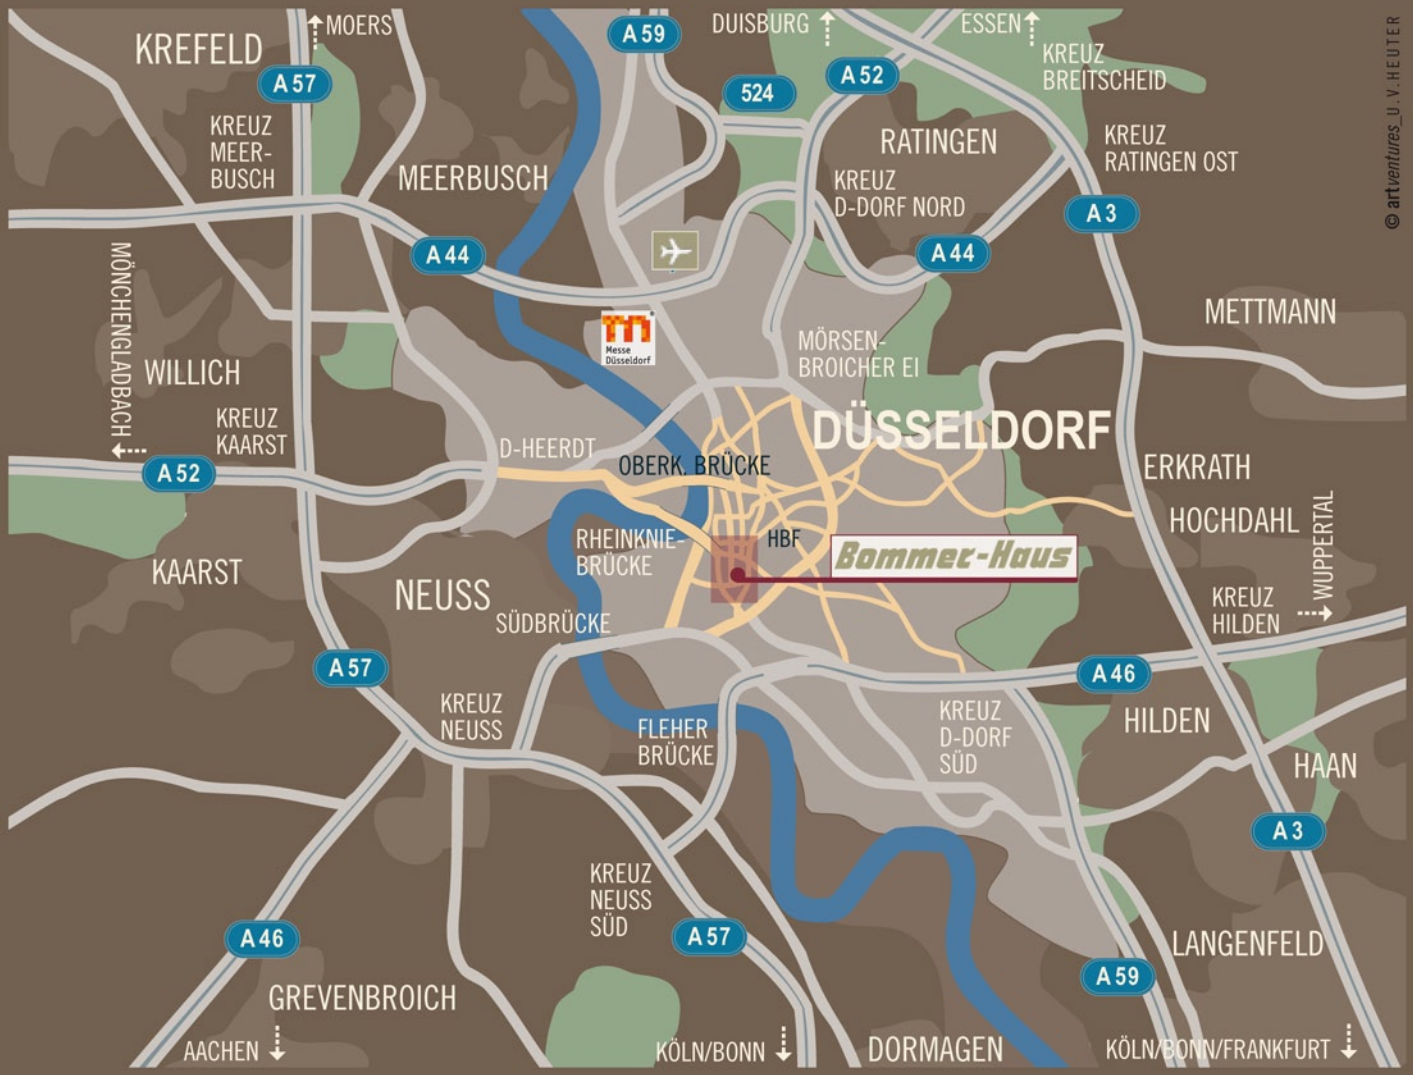 MOERS
KREFELD
A 57
A 59
DUISBURG
ESSEN
KREUZ
BREITSCHEID
524
A 52
© artventures_U.V.HEUTER
KREUZ
MEER-
BUSCH
MEERBUSCH
RATINGEN
KREUZ
RATINGEN OST
KREUZ
D-DORF NORD
A 3
A 44
A 44
MÖNCHENGLADBACH
METTMANN
m
Messe
Düsseldorf
MÖRSEN-
BROICHER EI
WILLICH
KREUZ
KAARST
A 52
D-HEERDT
OBERK. BRÜCKE
DÜSSELDORF
ERKRATH
HOCHDAHL
WUPPERTAL
RHEINKNIE-
BRÜCKE
HBF
Bommer-Haus
KAARST
NEUSS
SÜDBRÜCKE
KREUZ
HILDEN
A 57
A 46
KREUZ
NEUSS
FLEHER
BRÜCKE
KREUZ
D-DORF
SÜD
HILDEN
HAAN
A 3
KREUZ
NEUSS
SÜD
A 46
A 57
LANGENFELD
A 59
GREVENBROICH
AACHEN
KÖLN/BONN
DORMAGEN
KÖLN/BONN/FRANKFURT